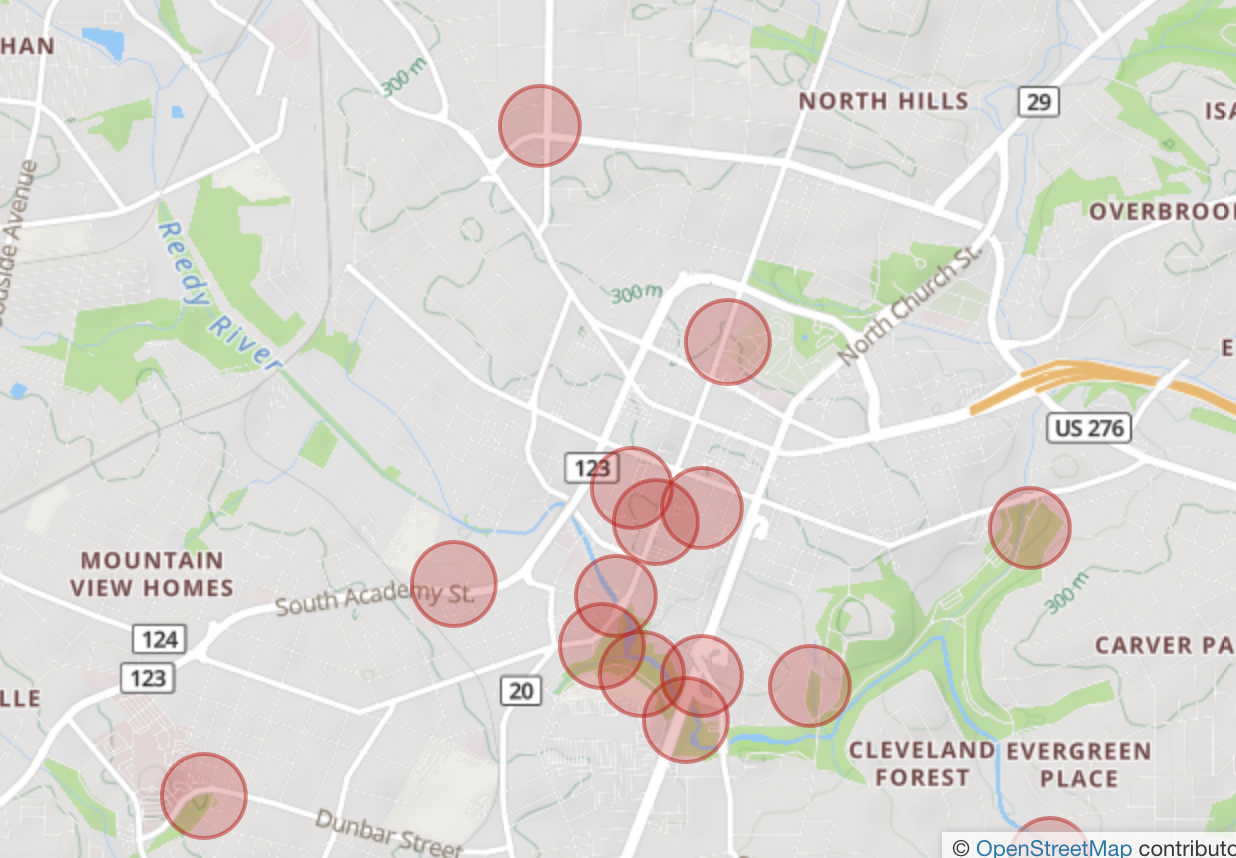 HAN
300 m
NORTH HILLS
29
ISA
oodside Avenue
OVERBROO
Reedy River
300 m
North Church St.
E
US 276
123
MOUNTAIN
VIEW HOMES
South Academy St.
300 m
124
CARVER PA
123
LLE
20
CLEVELAND
FOREST
EVERGREEN
PLACE
Dunbar Street
© OpenStreetMap contributo